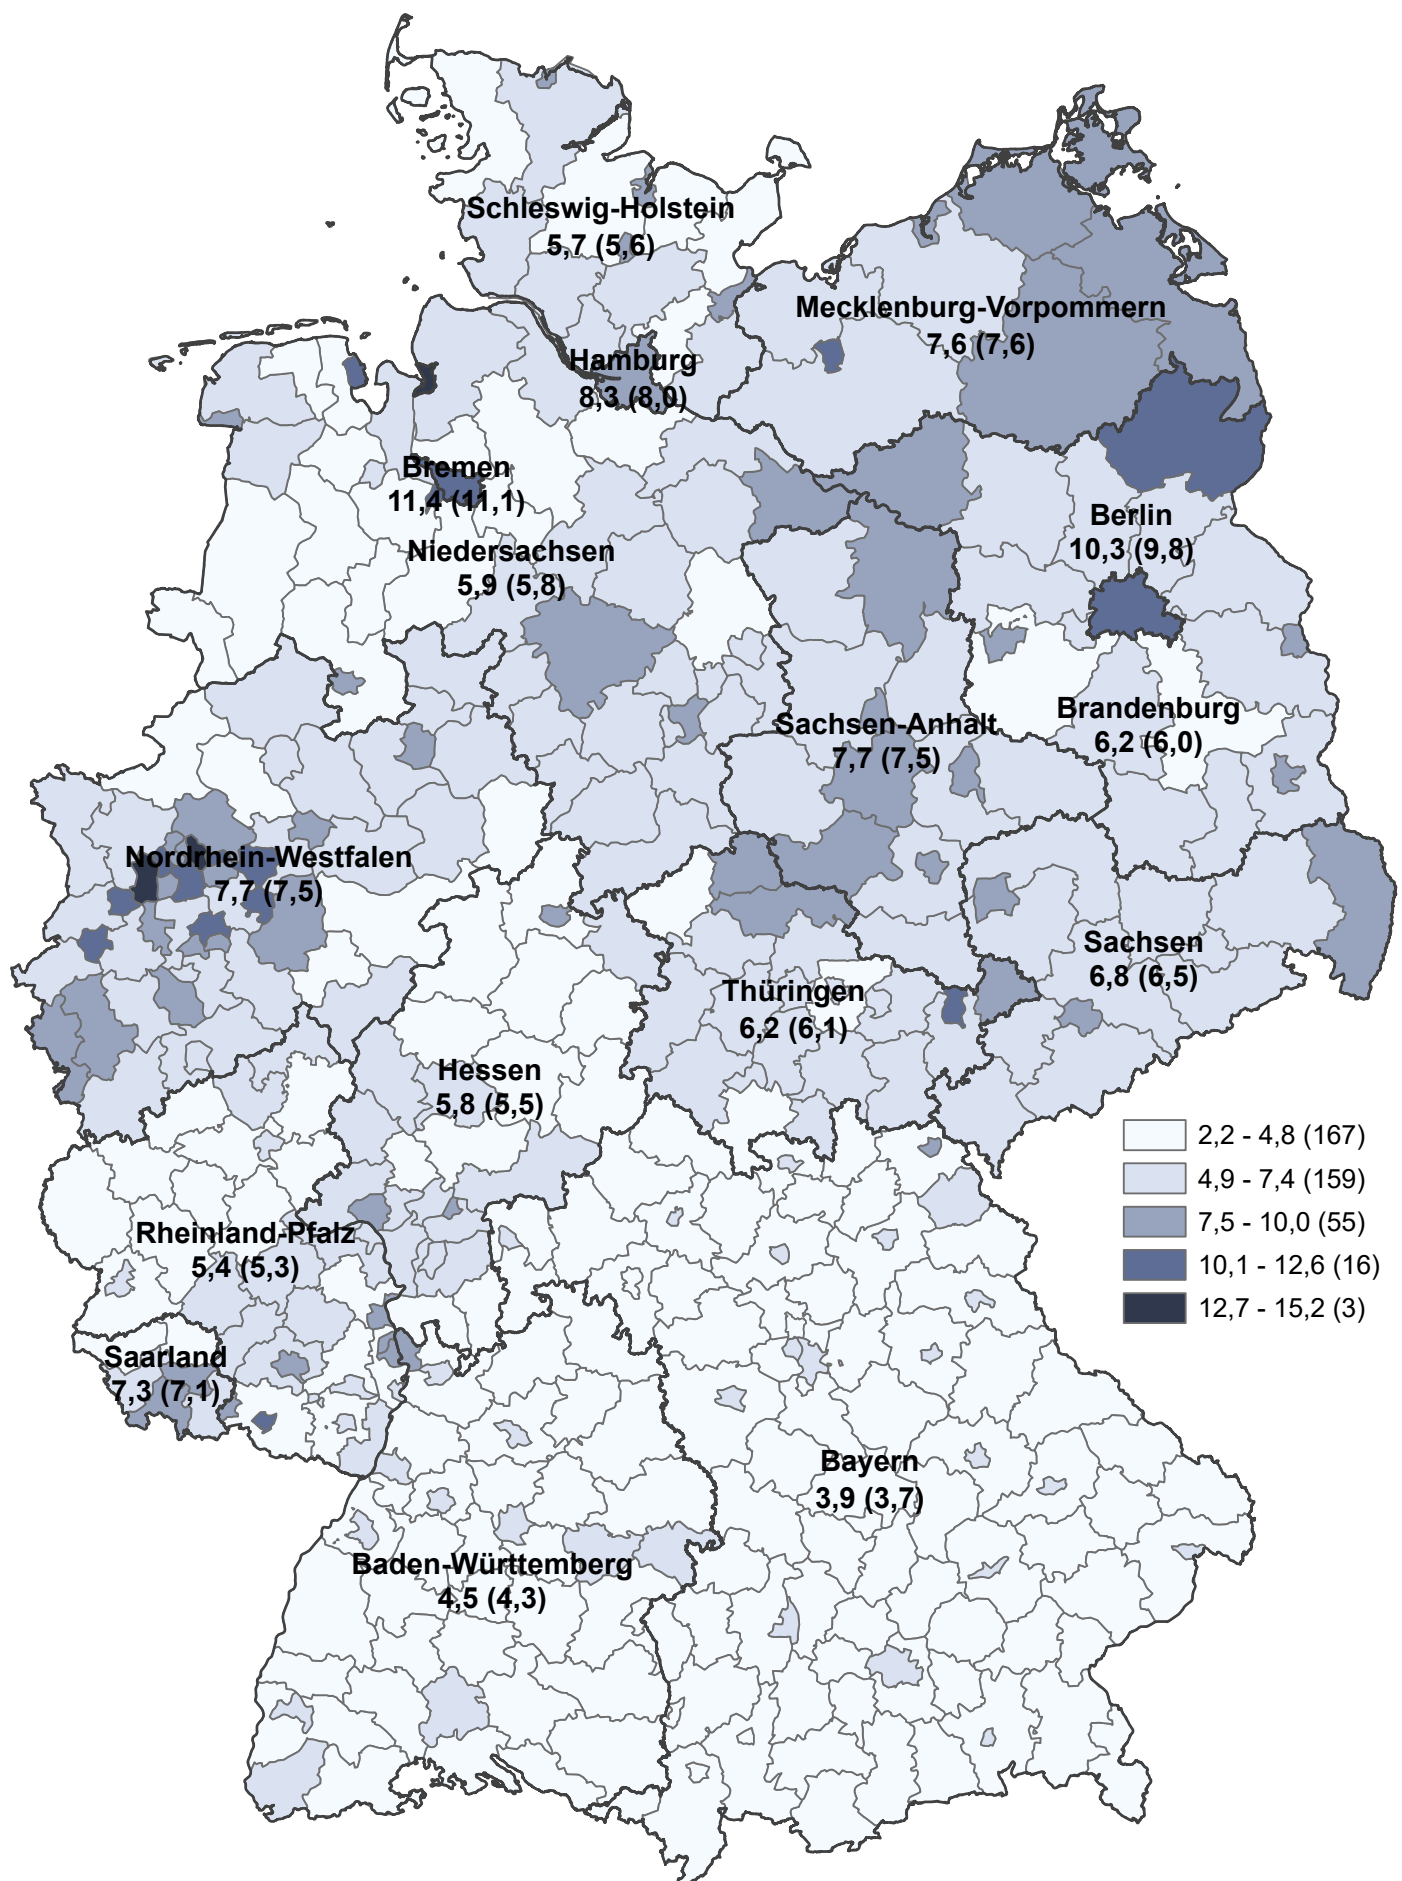 Schleswig-Holstein
5,7 (5,6)
Mecklenburg-Vorpommern
7,6 (7,6)
Hamburg
8,3 (8,0)
Bremen
11,4 (11,1)
Berlin
10,3 (9,8)
Niedersachsen
5,9 (5,8)
Brandenburg
6,2 (6,0)
Sachsen-Anhalt
7,7 (7,5)
Nordrhein-Westfalen
7,7 (7,5)
Sachsen
6,8 (6,5)
Thüringen
6,2 (6,1)
Hessen
5,8 (5,5)
2,2 - 4,8 (167)
4,9 - 7,4 (159)
7,5 - 10,0 (55)
10,1 - 12,6 (16)
12,7 - 15,2 (3)
Rheinland-Pfalz
5,4 (5,3)
Saarland
7,3 (7,1)
Bayern
3,9 (3,7)
Baden-Württemberg
4,5 (4,3)